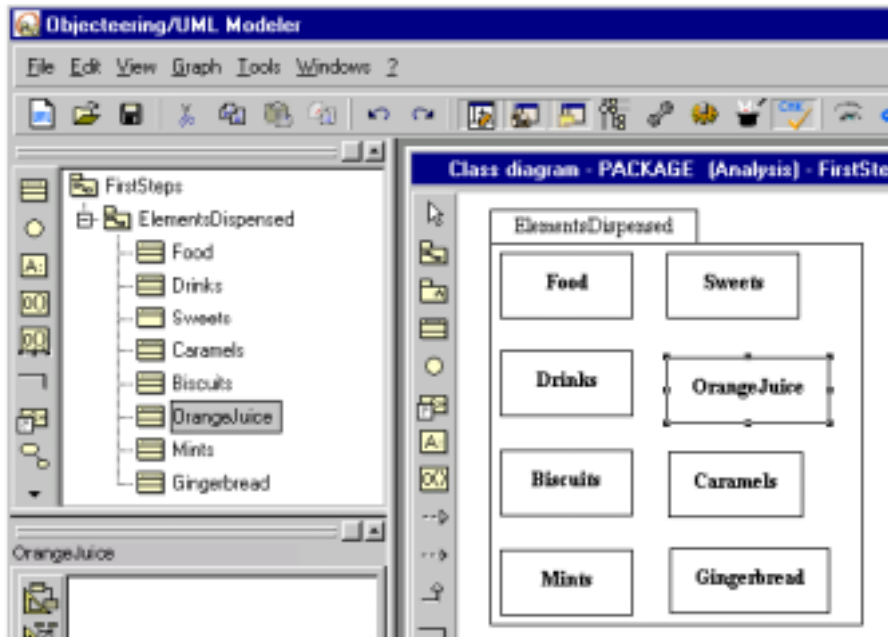 Objecteering/UML Modeler
File Edit View Graph Tools Windows ?
FirstSteps
ElementsDispensed
Food
Drinks
Sweets
Caramels
Biscuits
OrangeJuice
Mints
Gingerbread
OrangeJuice
Class diagram - PACKAGE (Analysis) - FirstSte
ElementsDispensed
Food Sweets
Drinks OrangeJuice
Biscuits Caramels
Mints Gingerbread